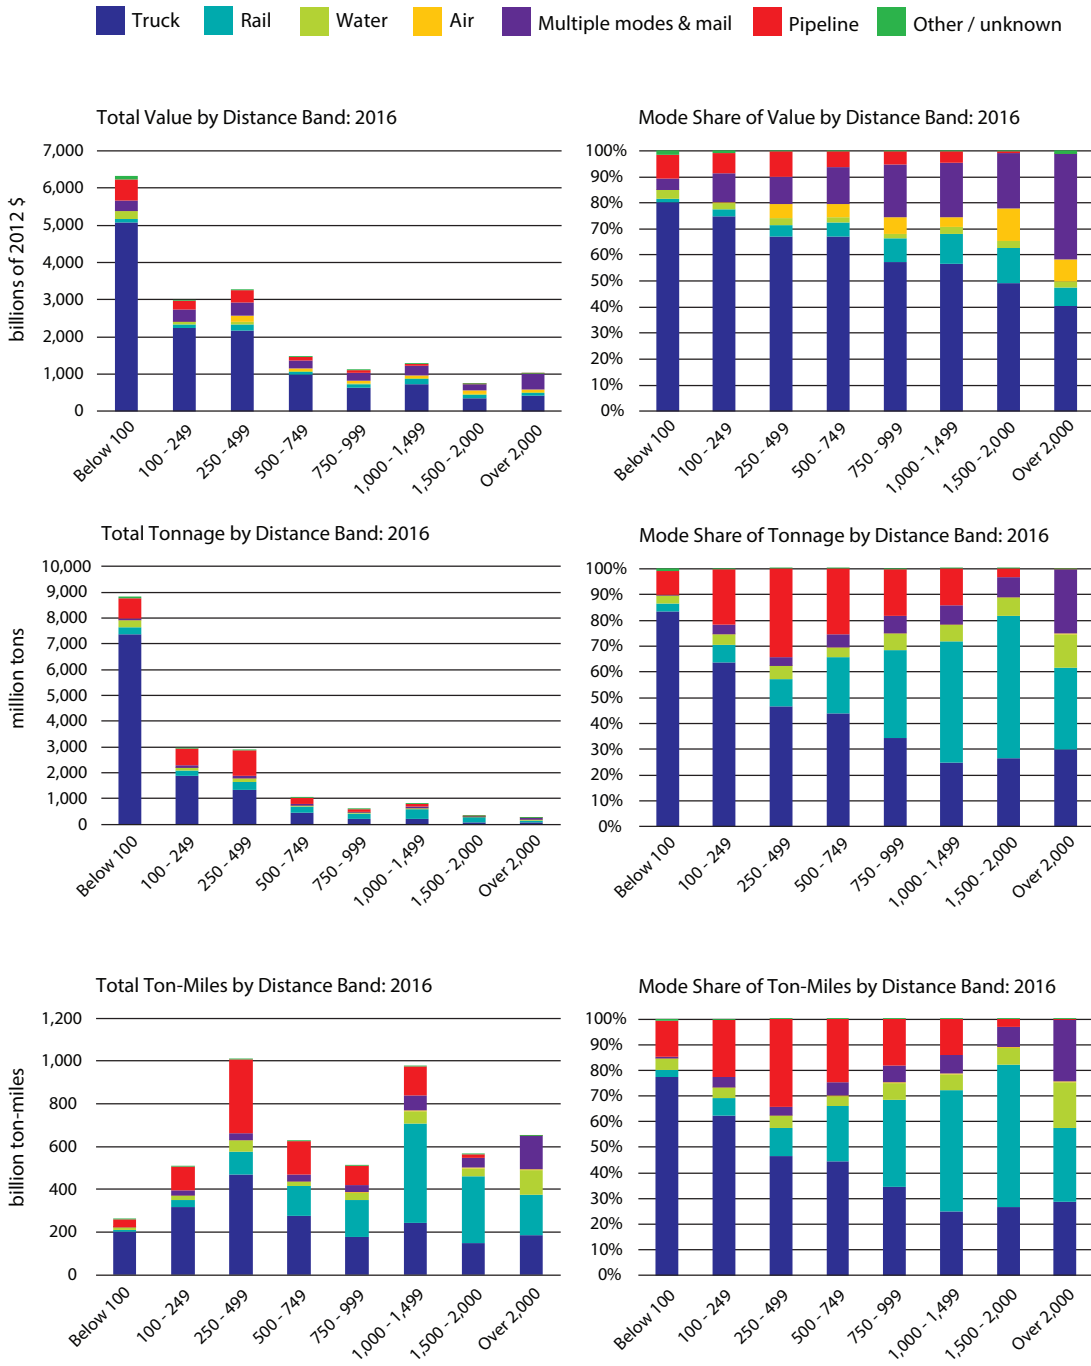 Truck Rail Water Air Multiple modes & mail Pipeline Other / unknown
Total Value by Distance Band: 2016
billions of 2012 $
7,000
6,000
5,000
4,000
3,000
2,000
1,000
0
Below 100
100 - 249
250 - 499
500 - 749
750 - 999
1,000 - 1,499
1,500 - 2,000
Over 2,000
Mode Share of Value by Distance Band: 2016
100%
90%
80%
70%
60%
50%
40%
30%
20%
10%
0%
Below 100
100 - 249
250 - 499
500 - 749
750 - 999
1,000 - 1,499
1,500 - 2,000
Over 2,000
Total Tonnage by Distance Band: 2016
million tons
10,000
9,000
8,000
7,000
6,000
5,000
4,000
3,000
2,000
1,000
0
Below 100
100 - 249
250 - 499
500 - 749
750 - 999
1,000 - 1,499
1,500 - 2,000
Over 2,000
Mode Share of Tonnage by Distance Band: 2016
100%
90%
80%
70%
60%
50%
40%
30%
20%
10%
0%
Below 100
100 - 249
250 - 499
500 - 749
750 - 999
1,000 - 1,499
1,500 - 2,000
Over 2,000
Total Ton-Miles by Distance Band: 2016
billion ton-miles
1,200
1,000
800
600
400
200
0
Below 100
100 - 249
250 - 499
500 - 749
750 - 999
1,000 - 1,499
1,500 - 2,000
Over 2,000
Mode Share of Ton-Miles by Distance Band: 2016
100%
90%
80%
70%
60%
50%
40%
30%
20%
10%
0%
Below 100
100 - 249
250 - 499
500 - 749
750 - 999
1,000 - 1,499
1,500 - 2,000
Over 2,000